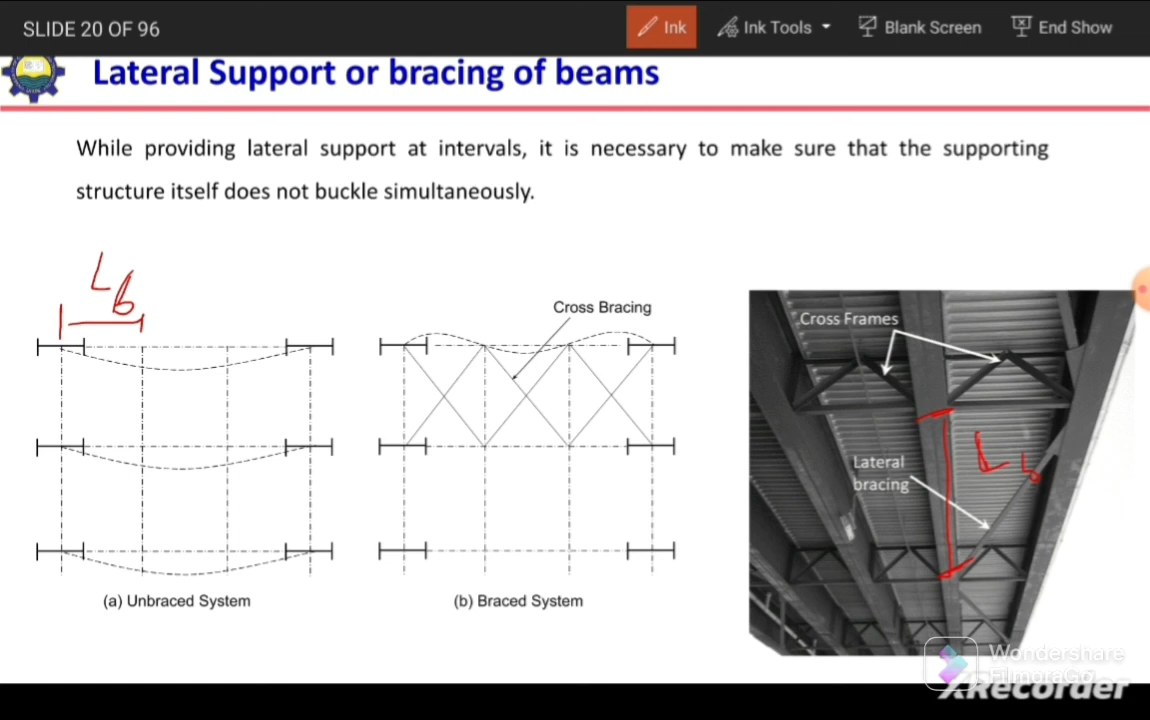 SLIDE 20 OF 96
Ink
Ink Tools
Blank Screen
End Show
Lateral Support or bracing of beams
While providing lateral support at intervals, it is necessary to make sure that the supporting
structure itself does not buckle simultaneously.
Lb
Cross Bracing
(a) Unbraced System
(b) Braced System
Cross Frames
Lateral
bracing
Lb
Wondershare
FilmoraGo
XRecorder